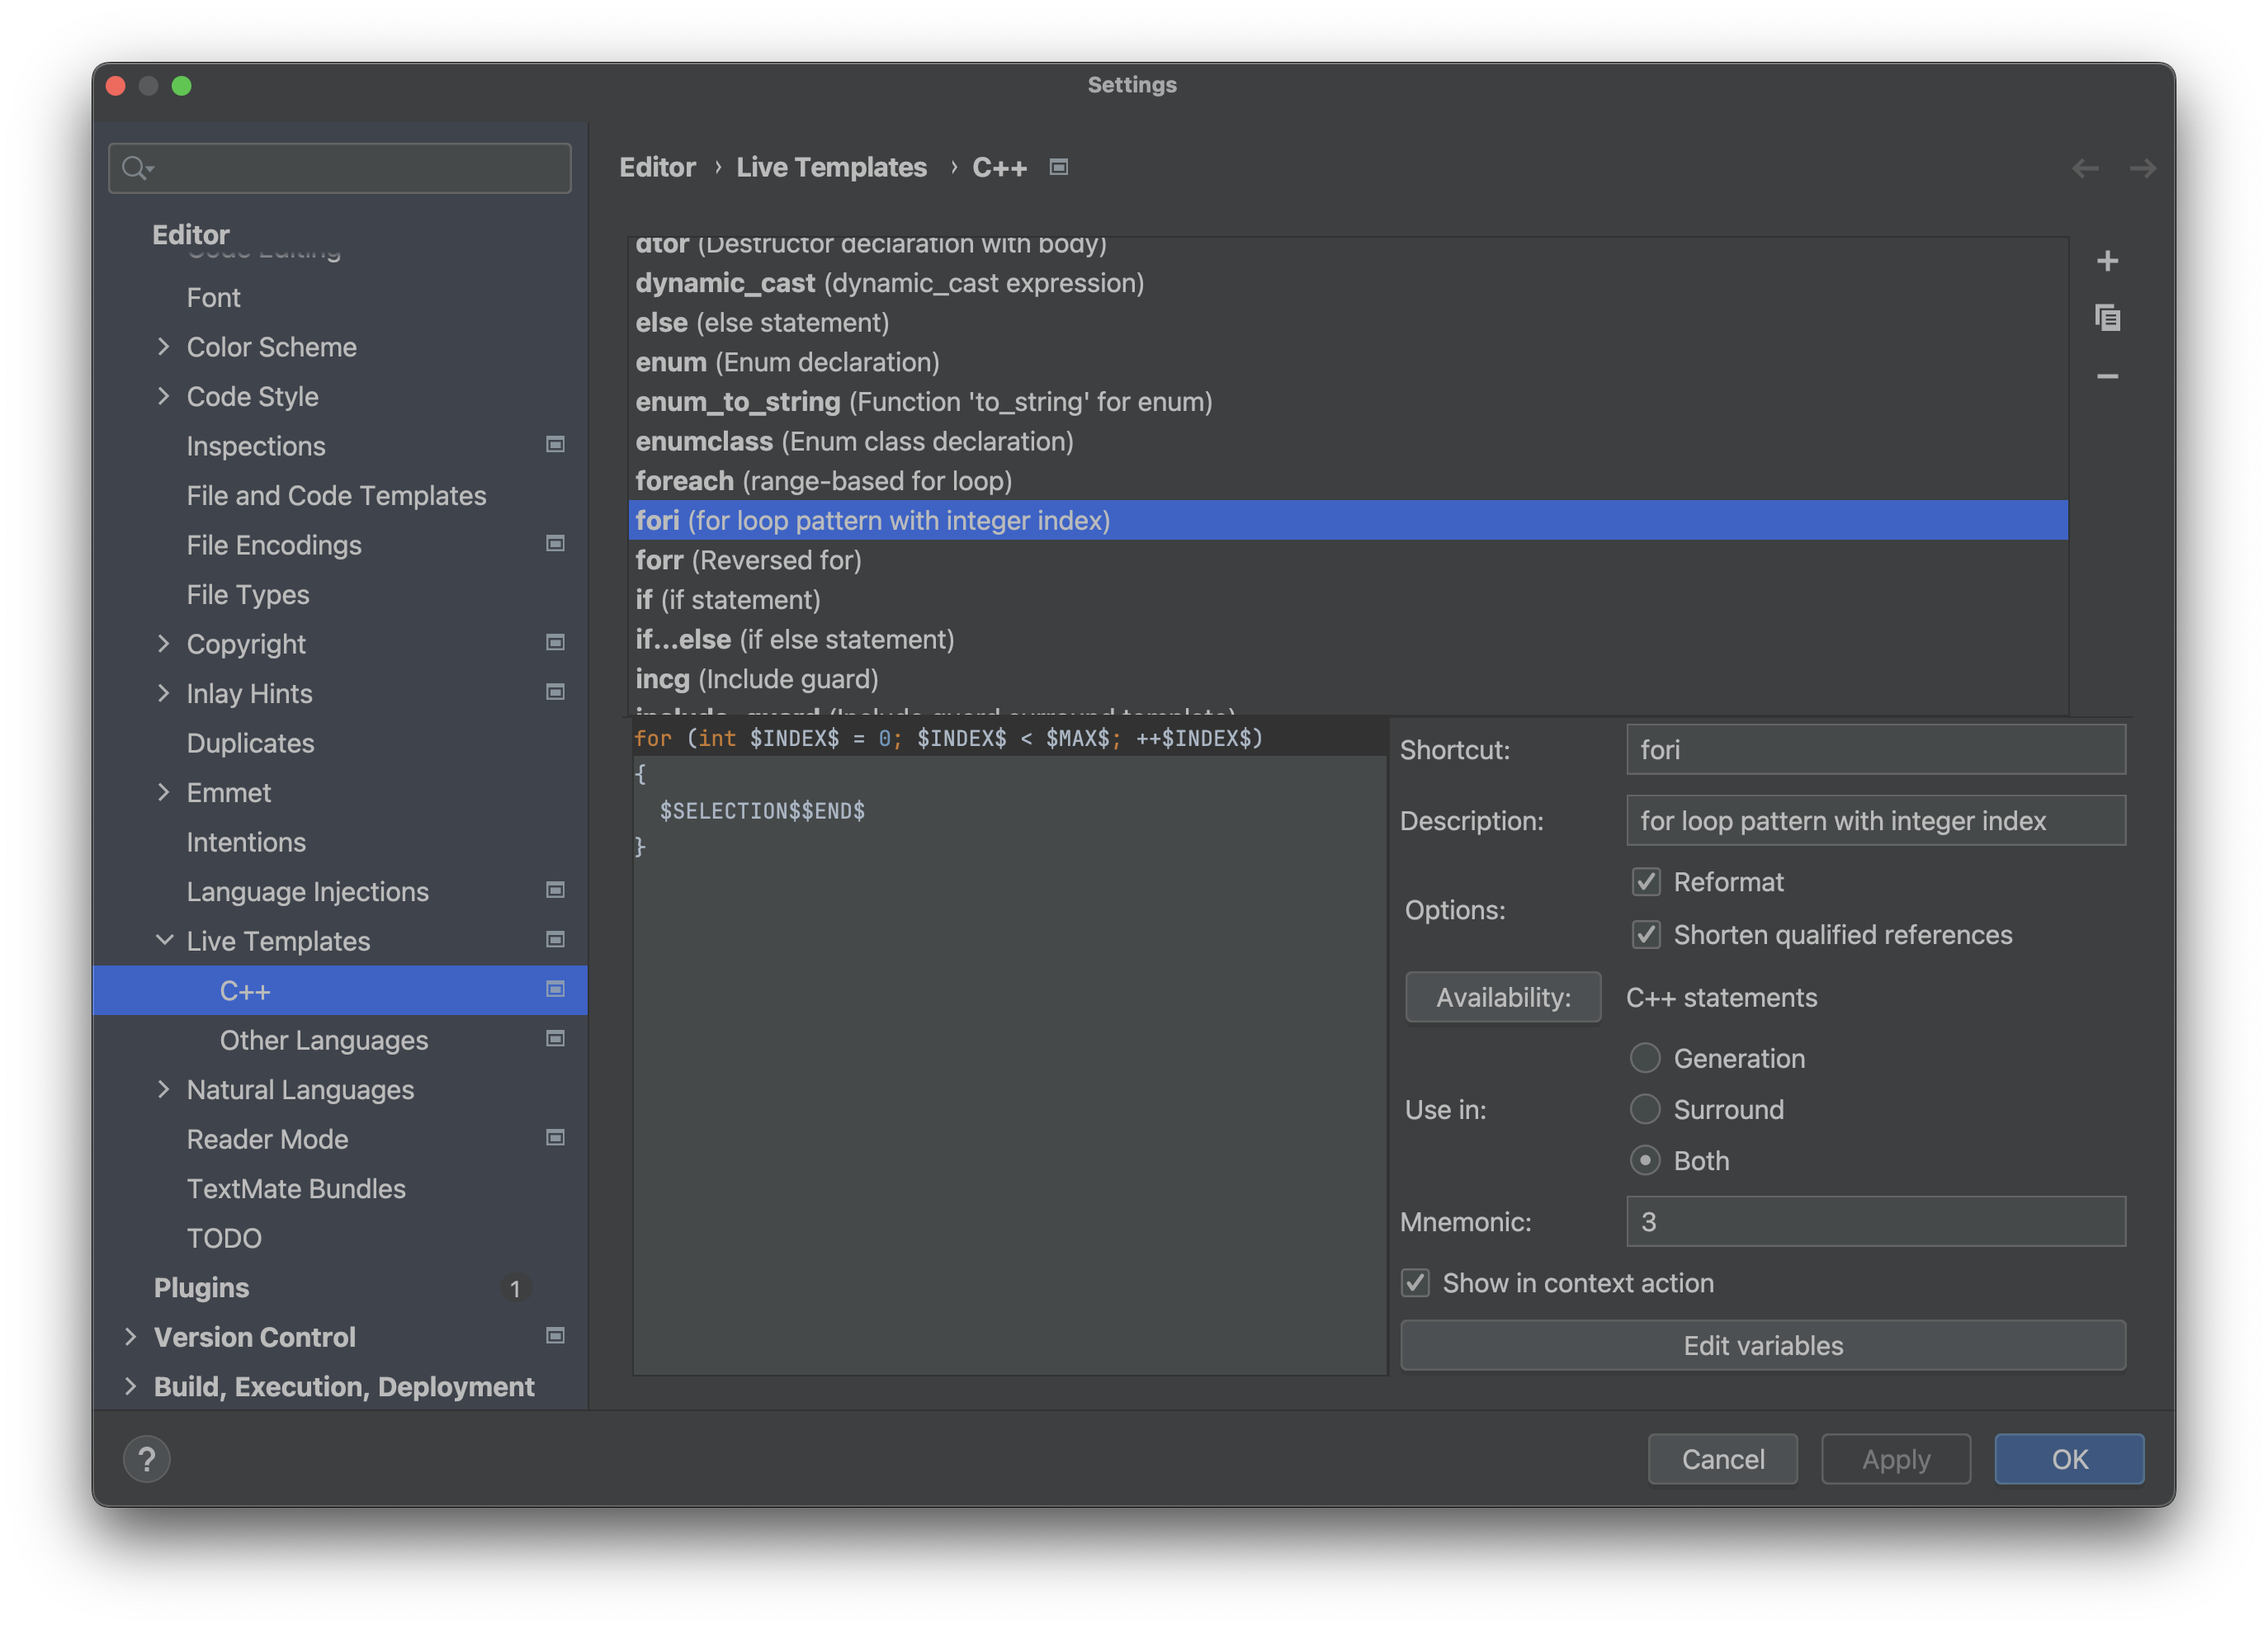 Settings
Editor
Code Editing
Font
Color Scheme
Code Style
Inspections
File and Code Templates
File Encodings
File Types
Copyright
Inlay Hints
Duplicates
Emmet
Intentions
Language Injections
Live Templates
C++
Other Languages
Natural Languages
Reader Mode
TextMate Bundles
TODO
Plugins 1
Version Control
Build, Execution, Deployment
Editor › Live Templates › C++
dtor (Destructor declaration with body)
dynamic_cast (dynamic_cast expression)
else (else statement)
enum (Enum declaration)
enum_to_string (Function 'to_string' for enum)
enumclass (Enum class declaration)
foreach (range-based for loop)
fori (for loop pattern with integer index)
forr (Reversed for)
if (if statement)
if...else (if else statement)
incg (Include guard)
include_guard (Include guard surround template)
for (int $INDEX$ = 0; $INDEX$ < $MAX$; ++$INDEX$)
{
$SELECTION$$END$
}
Shortcut: fori
Description: for loop pattern with integer index
Options:
Reformat
Shorten qualified references
Availability: C++ statements
Use in:
Generation
Surround
Both
Mnemonic: 3
Show in context action
Edit variables
?
Cancel
Apply
OK